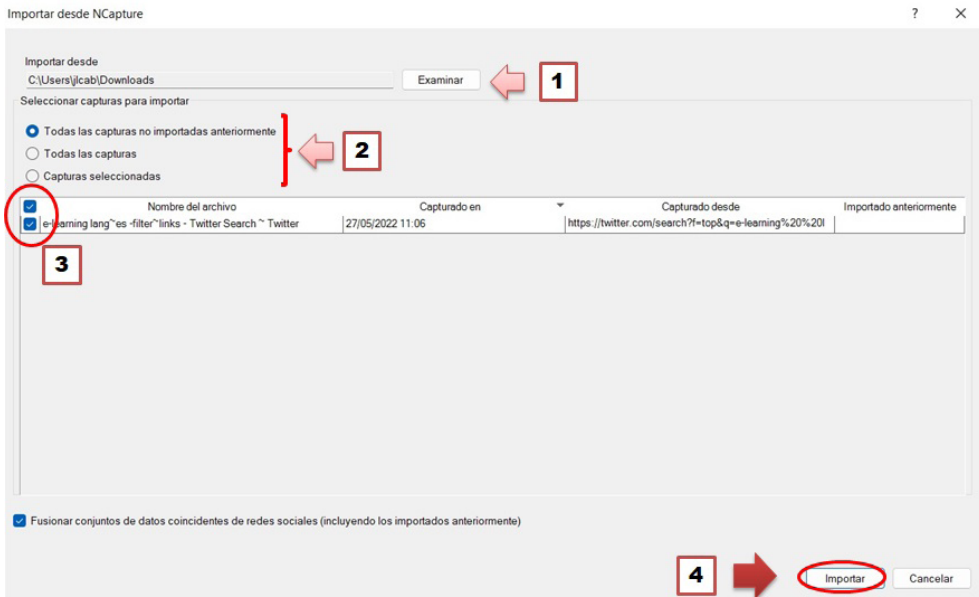 Importar desde NCapture
? ×
Importar desde
C:\Users\jlcab\Downloads
Examinar
1
Seleccionar capturas para importar
Todas las capturas no importadas anteriormente
Todas las capturas
2
Capturas seleccionadas
Nombre del archivo Capturado en Capturado desde Importado anteriormente
e-learning lang~es -filter~links - Twitter Search ~ Twitter 27/05/2022 11:06 https://twitter.com/search?f=top&q=e-learning%20%20l
3
Fusionar conjuntos de datos coincidentes de redes sociales (incluyendo los importados anteriormente)
4
Importar Cancelar